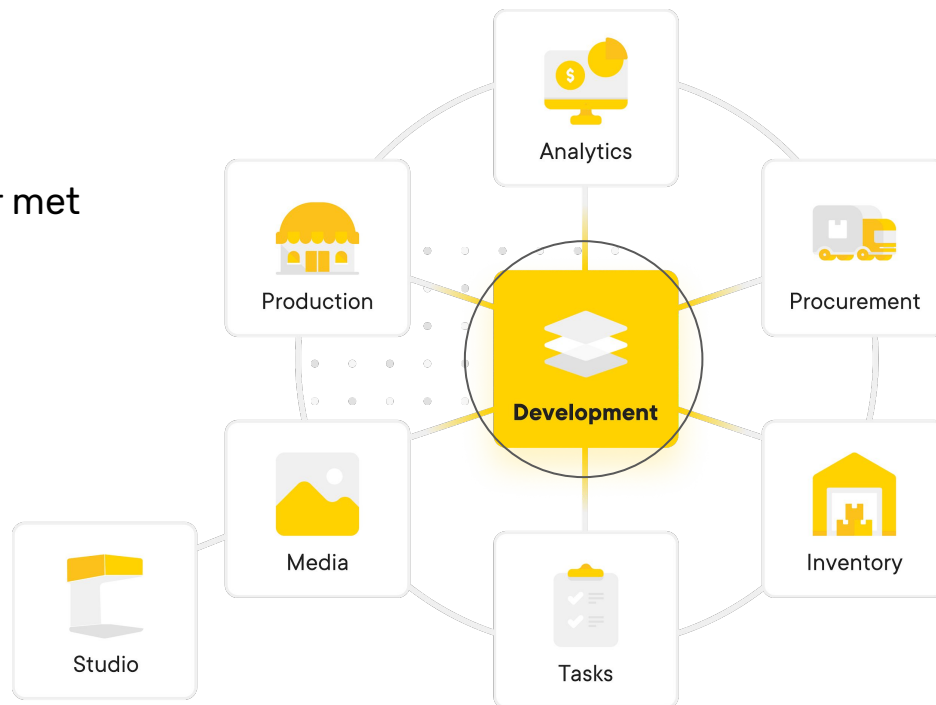 Analytics
met
Production
Procurement
Development
Media
Inventory
Studio
Tasks
$